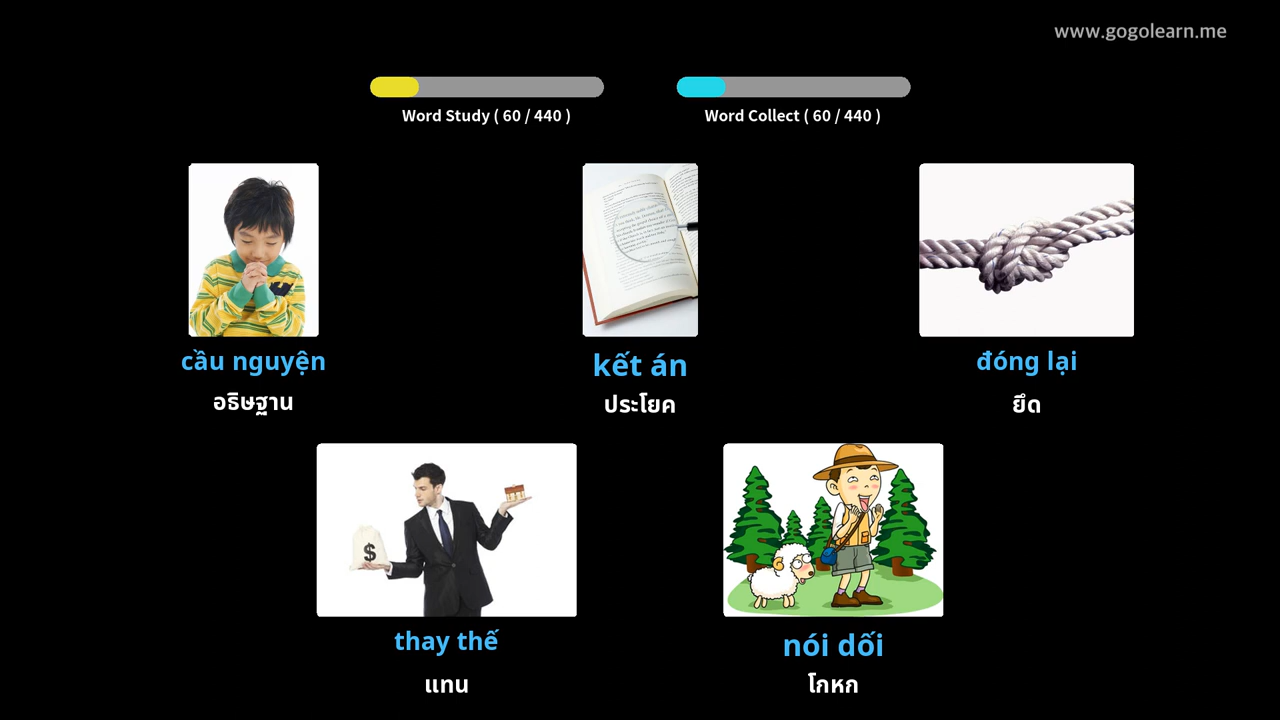 www.gogolearn.me
Word Study ( 60 / 440 )
Word Collect ( 60 / 440 )
cầu nguyện
อธิษฐาน
kết án
ประโยค
đóng lại
ยึด
$
thay thế
แทน
nói dối
โกหก